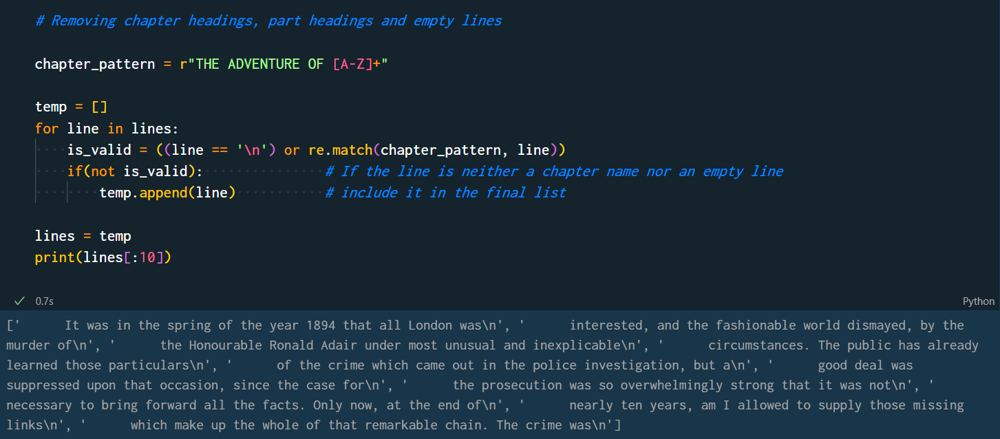 # Removing chapter headings, part headings and empty lines
chapter_pattern = r"THE ADVENTURE OF [A-Z]+"
temp = []
for line in lines:
    is_valid = ((line == '\n') or re.match(chapter_pattern, line))
    if(not is_valid):               # If the line is neither a chapter name nor an empty line
        temp.append(line)           # include it in the final list
lines = temp
print(lines[:10])
0.7s
Python
['      It was in the spring of the year 1894 that all London was\n', '      interested, and the fashionable world dismayed, by the
murder of\n', '      the Honourable Ronald Adair under most unusual and inexplicable\n', '      circumstances. The public has already
learned those particulars\n', '      of the crime which came out in the police investigation, but a\n', '      good deal was
suppressed upon that occasion, since the case for\n', '      the prosecution was so overwhelmingly strong that it was not\n', '
necessary to bring forward all the facts. Only now, at the end of\n', '      nearly ten years, am I allowed to supply those missing
links\n', '      which make up the whole of that remarkable chain. The crime was\n']